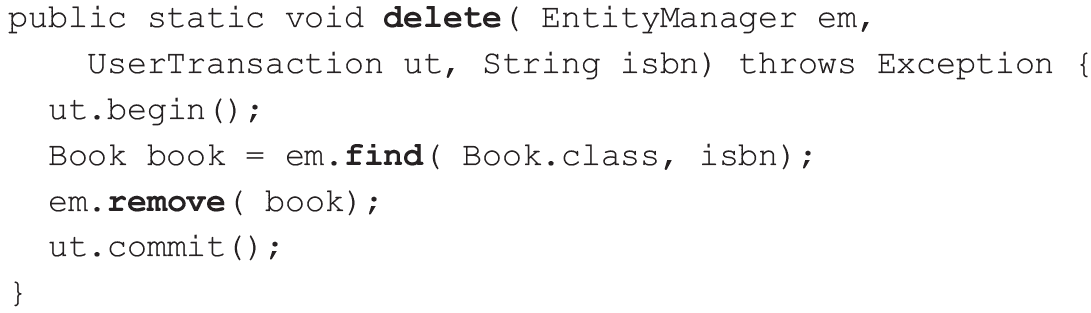 public static void delete( EntityManager em,
    UserTransaction ut, String isbn) throws Exception {
  ut.begin();
  Book book = em.find( Book.class, isbn);
  em.remove( book);
  ut.commit();
}